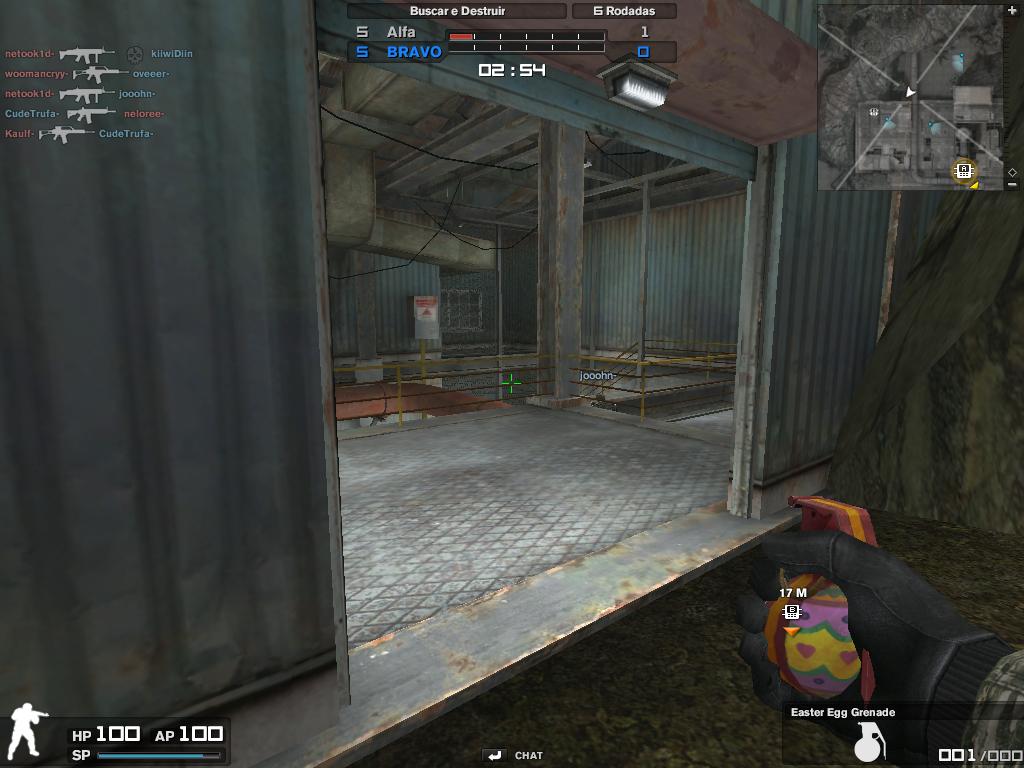 Buscar e Destruir
6 Rodadas
5 Alfa 1
5 BRAVO 0
02:54
netook1d- kiiwiDiin
woomancryy- oveeer-
netook1d- jooohn-
CudeTrufa- neloree-
Kaulf- CudeTrufa-
jooohn-
17 M
B
Easter Egg Grenade
001/000
HP 100 AP 100
SP
CHAT